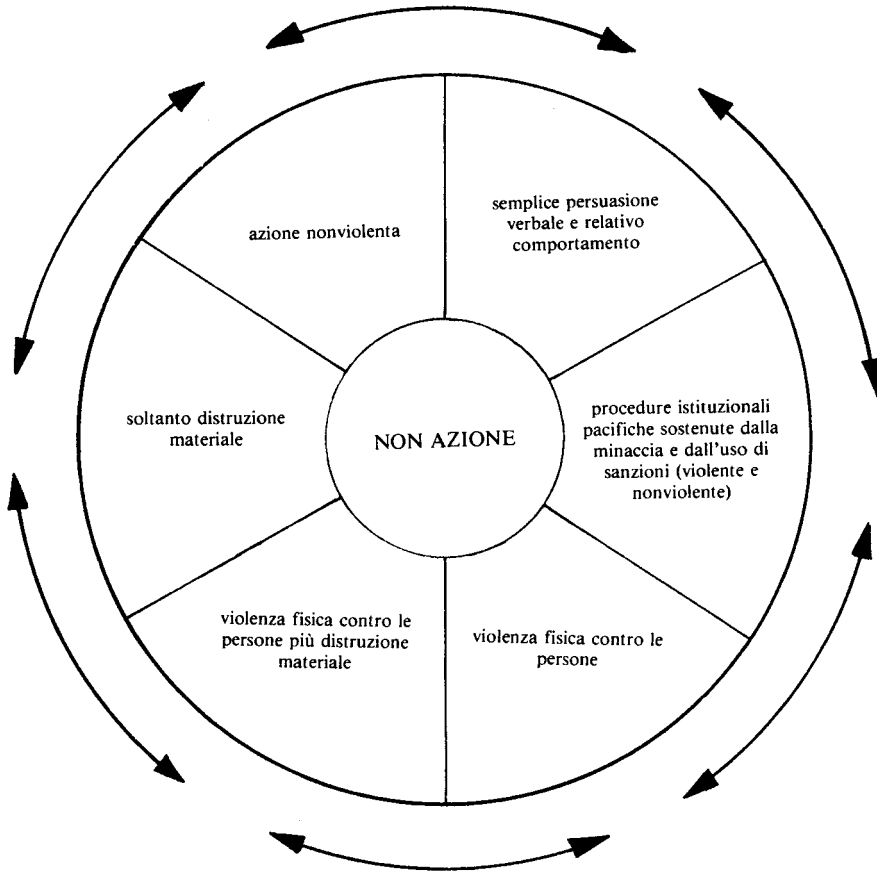 semplice persuasione
verbale e relativo
comportamento
azione nonviolenta
procedure istituzionali
pacifiche sostenute dalla
minaccia e dall'uso di
sanzioni (violente e
nonviolente)
soltanto distruzione
materiale
NON AZIONE
violenza fisica contro le
persone più distruzione
materiale
violenza fisica contro le
persone